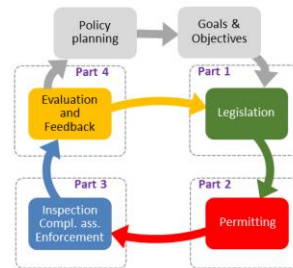 Policy
planning
Goals &
Objectives
Part 4
Part 1
Evaluation
and
Feedback
Legislation
Part 3
Part 2
Inspection
Compl. ass.
Enforcement
Permitting